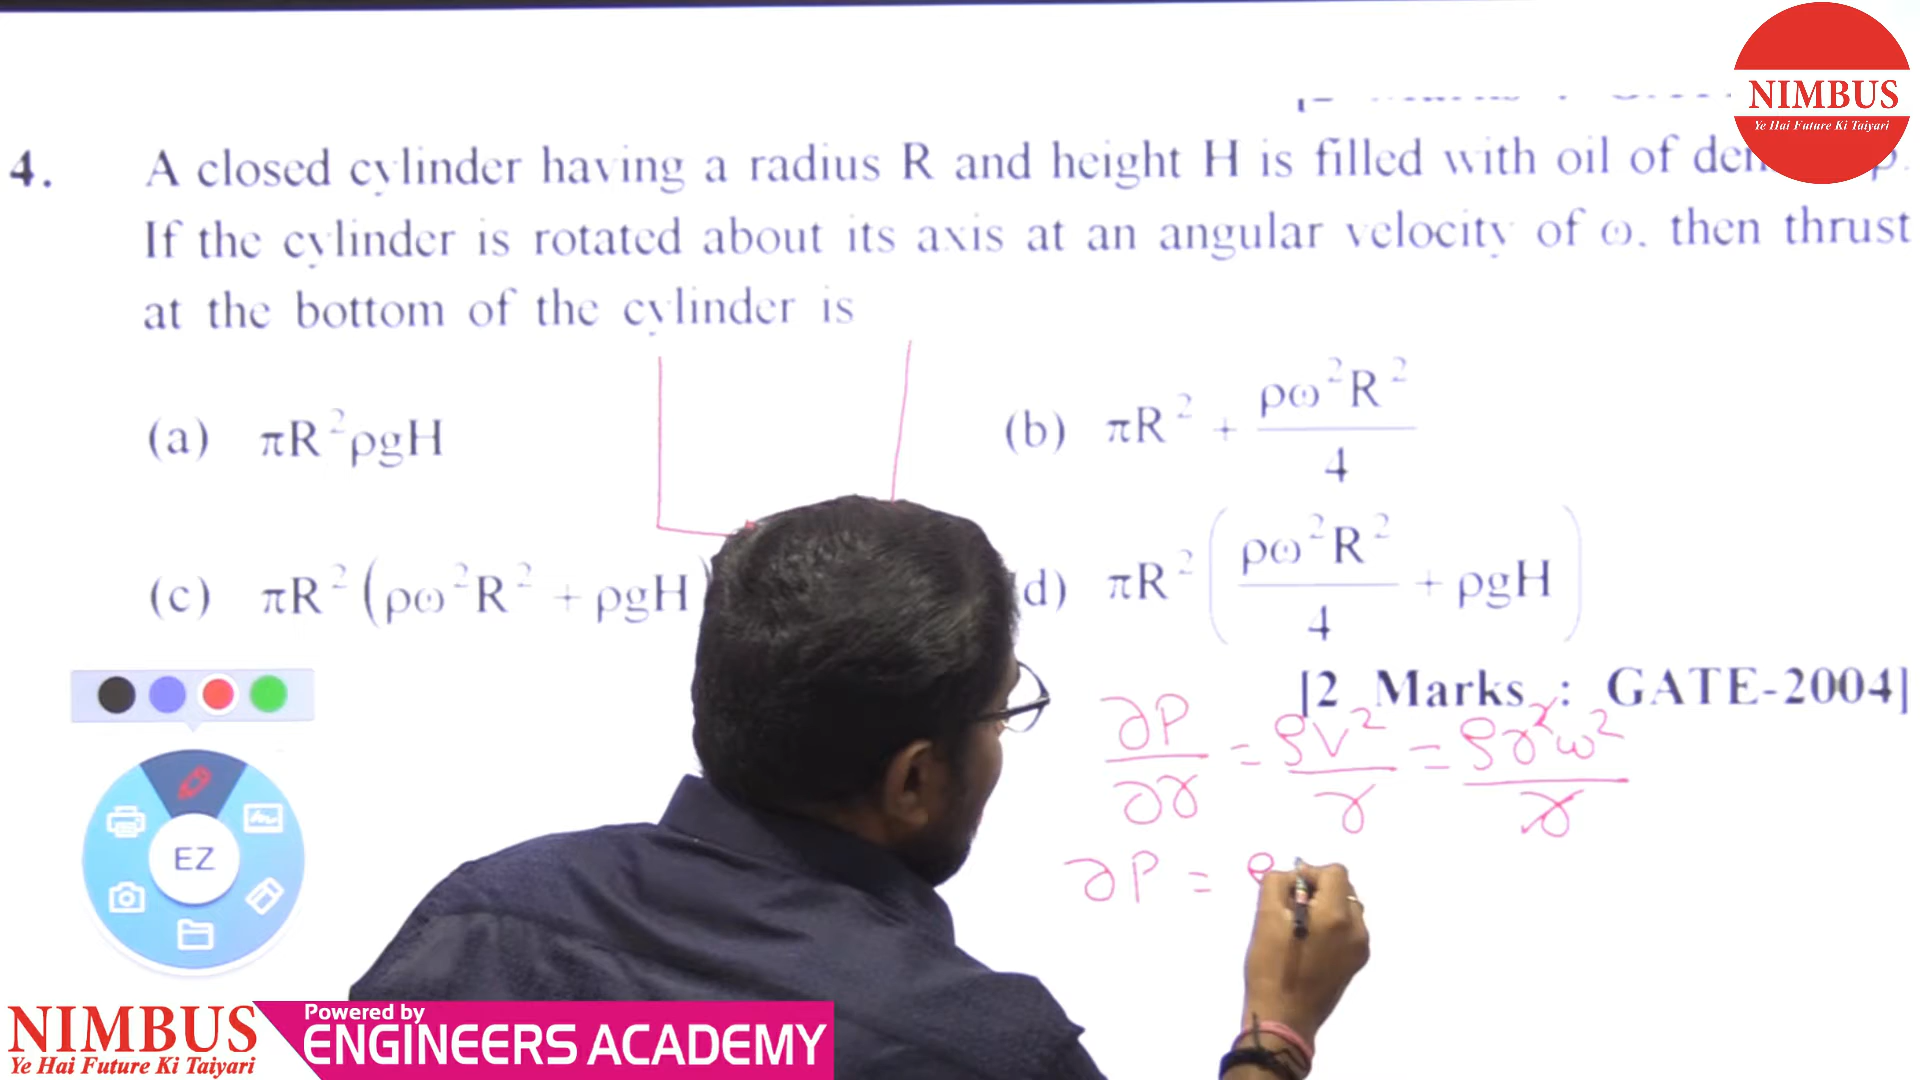 NIMBUS
Ye Hai Future Ki Taiyari
4. A closed cylinder having a radius R and height H is filled with oil of ρ.
If the cylinder is rotated about its axis at an angular velocity of ω. then thrust
at the bottom of the cylinder is
(a) πR²ρgH
(b) πR² + ρω²R²/4
(c) πR²(ρω²R² + ρgH)
d) πR²(ρω²R²/4 + ρgH)
[2 Marks : GATE-2004]
∂P/∂r = ρv²/r = ρr²ω²/r
∂P = ρ
EZ
NIMBUS
Ye Hai Future Ki Taiyari
Powered by
ENGINEERS ACADEMY